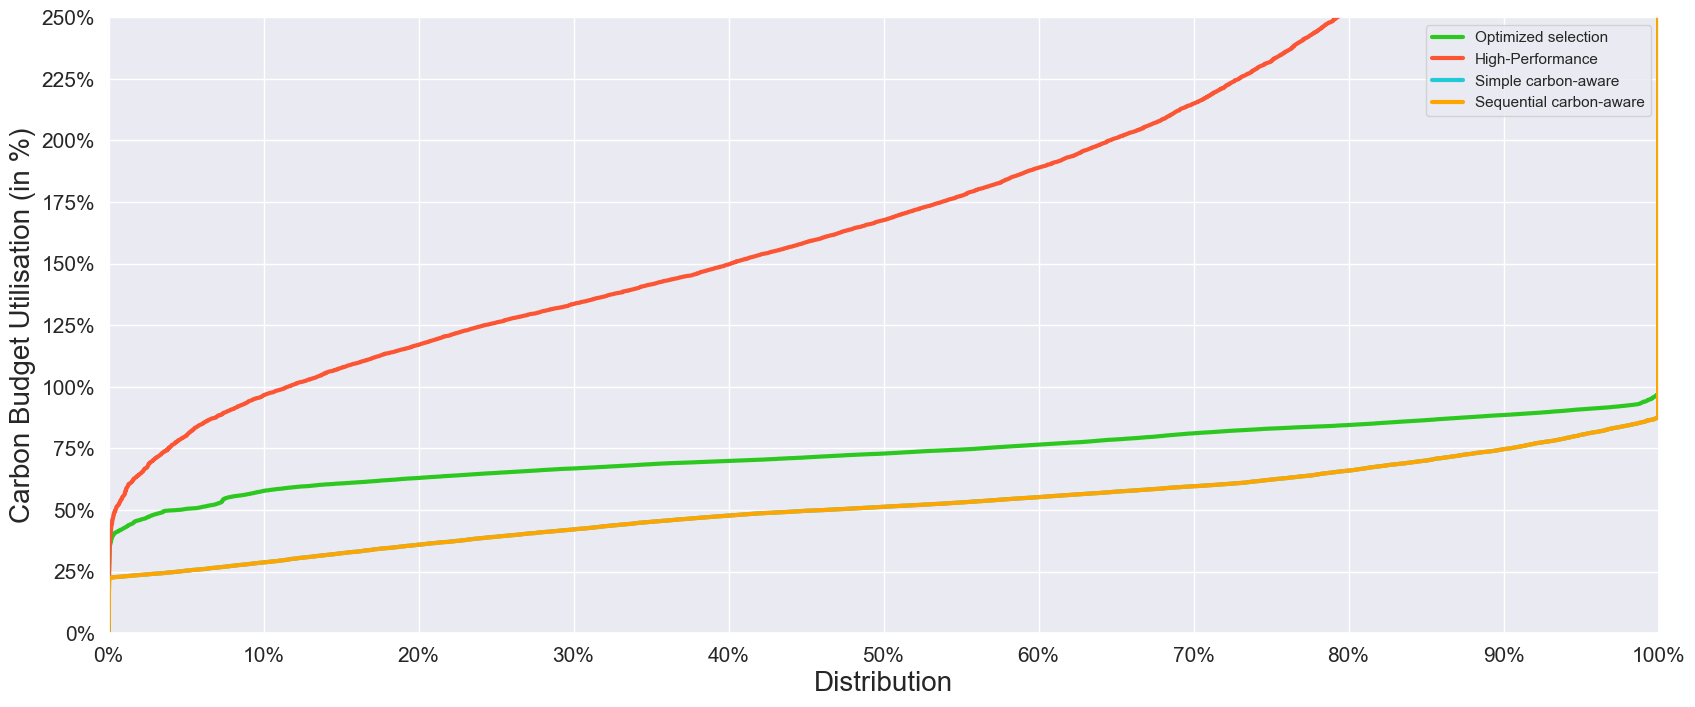 Carbon Budget Utilisation (in %)
250%
225%
200%
175%
150%
125%
100%
75%
50%
25%
0%
0% 10% 20% 30% 40% 50% 60% 70% 80% 90% 100%
Distribution
Optimized selection
High-Performance
Simple carbon-aware
Sequential carbon-aware